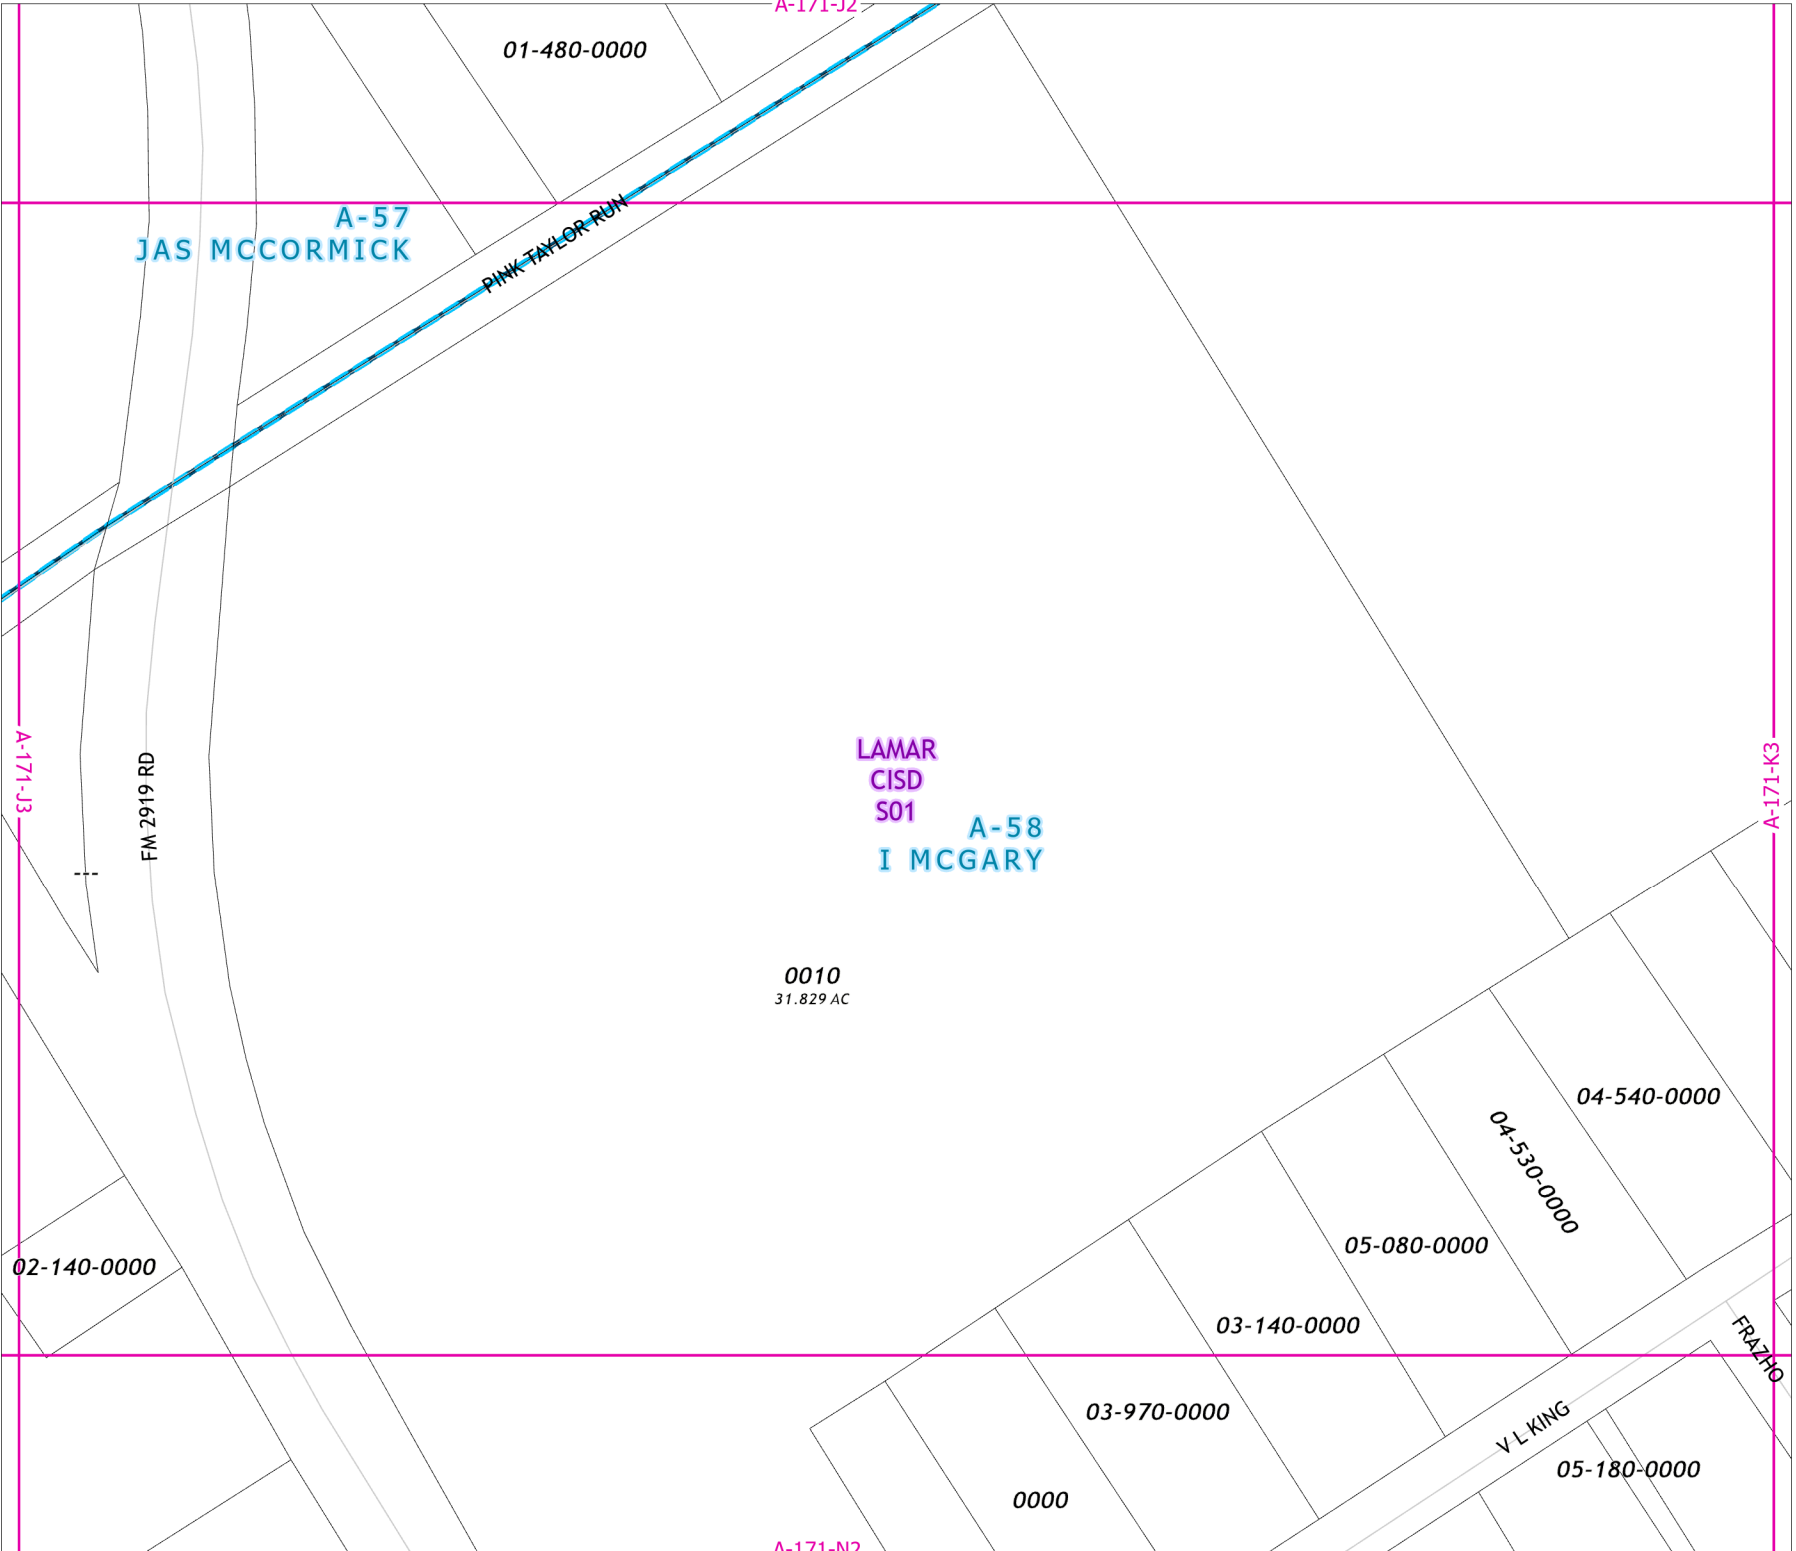 A-171-J2
01-480-0000
A-57
JAS MCCORMICK
PINK TAYLOR RUN
A-171-J3
FM 2919 RD
LAMAR
CISD
S01
A-58
I MCGARY
A-171-K3
---
0010
31.829 AC
04-540-0000
04-530-0000
05-080-0000
02-140-0000
03-140-0000
FRAZHO
03-970-0000
V L KING
05-180-0000
0000
A-171-N2